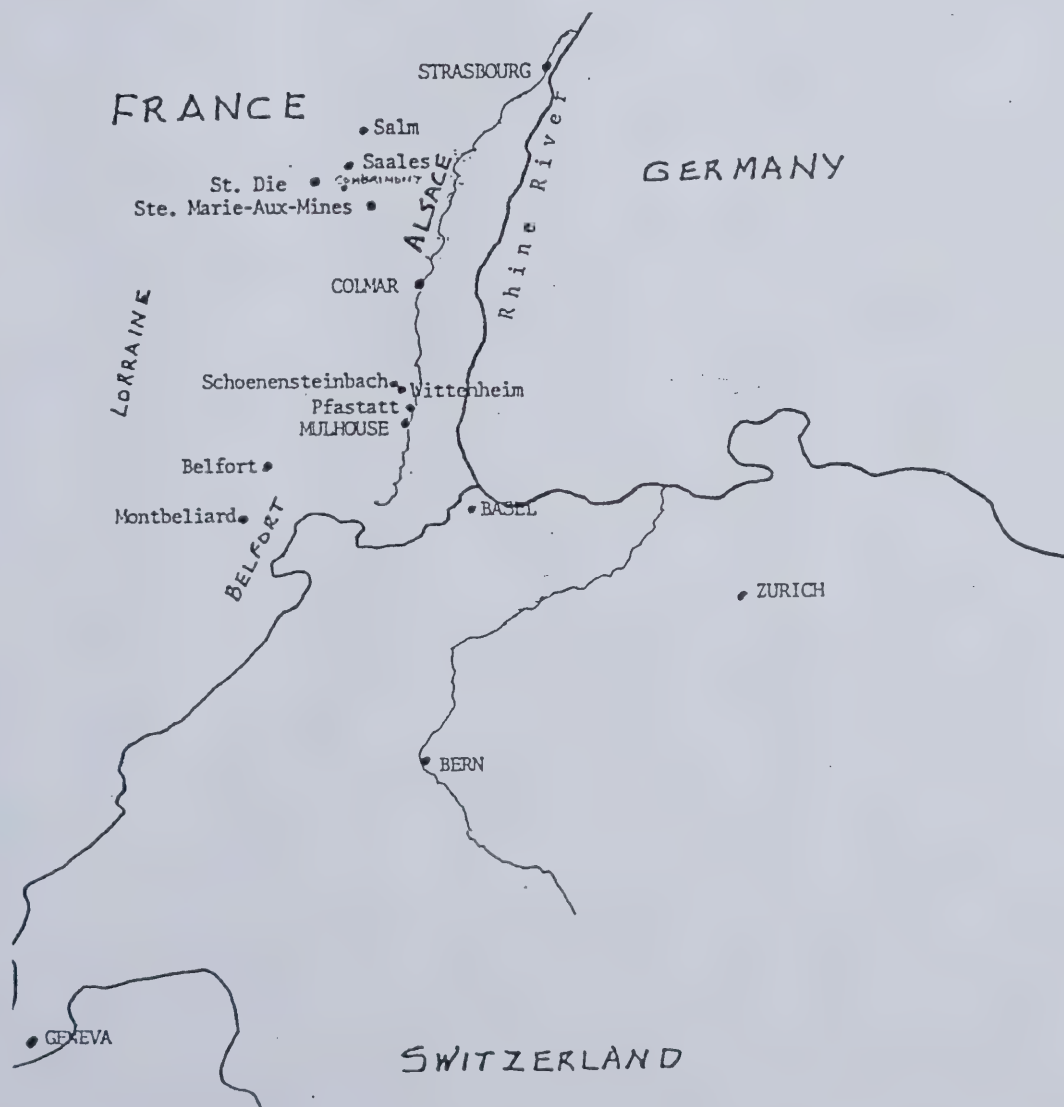 STRASBOURG
FRANCE
Salm
Saales
GERMANY
COMBRIMONT
St. Die
Ste. Marie-Aux-Mines
ALSACE
Rhine River
COLMAR
LORRAINE
Schoenensteinbach
Wittenheim
Pfastatt
MULHOUSE
Belfort
Montbeliard
BASEL
BELFORT
ZURICH
BERN
GENEVA
SWITZERLAND